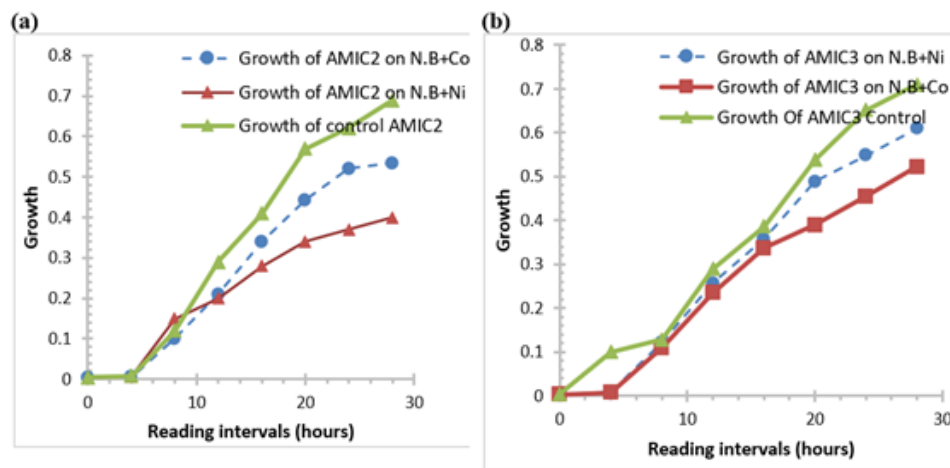 (a)
0.8
0.7
0.6
0.5
0.4
0.3
0.2
0.1
0
Growth
Growth of AMIC2 on N.B+Co
Growth of AMIC2 on N.B+Ni
Growth of control AMIC2
0 10 20 30
Reading intervals (hours)
(b)
0.8
0.7
0.6
0.5
0.4
0.3
0.2
0.1
0
Growth
Growth of AMIC3 on N.B+Ni
Growth of AMIC3 on N.B+Co
Growth Of AMIC3 Control
0 10 20 30
Reading intervals (hours)